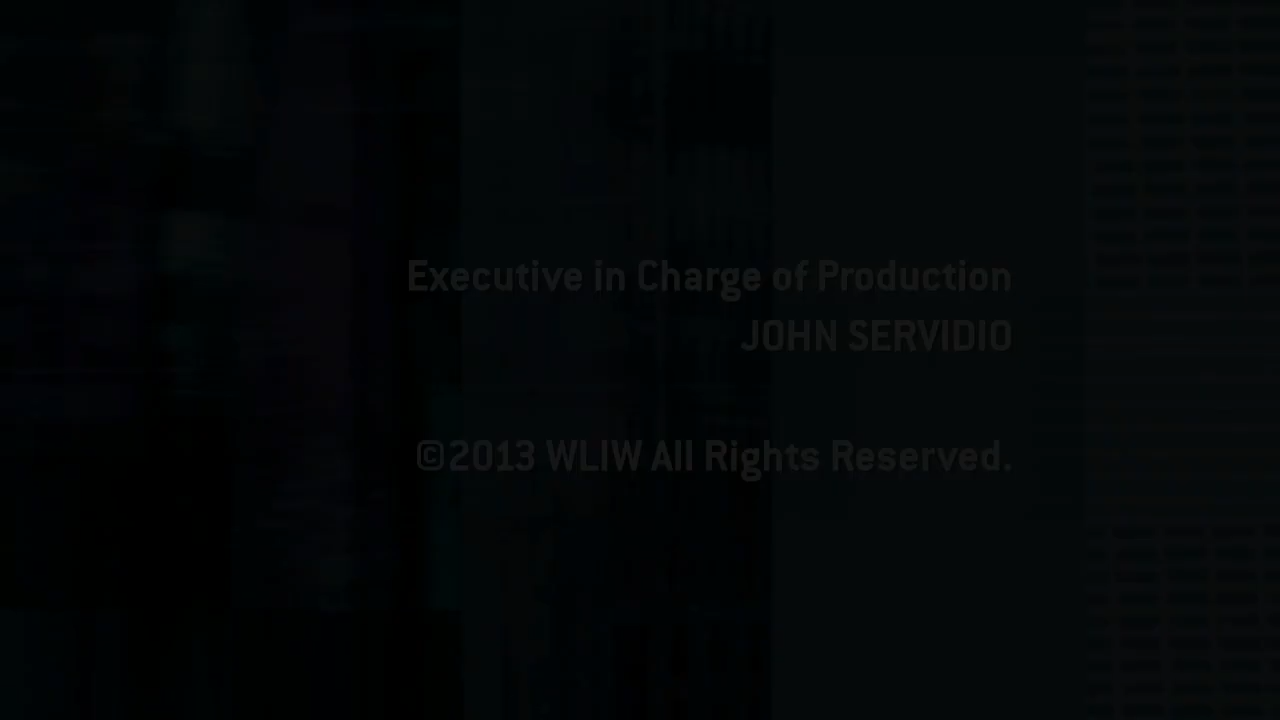 Executive in Charge of Production
JOHN SERVIDIO
©2013 WLIW All Rights Reserved.